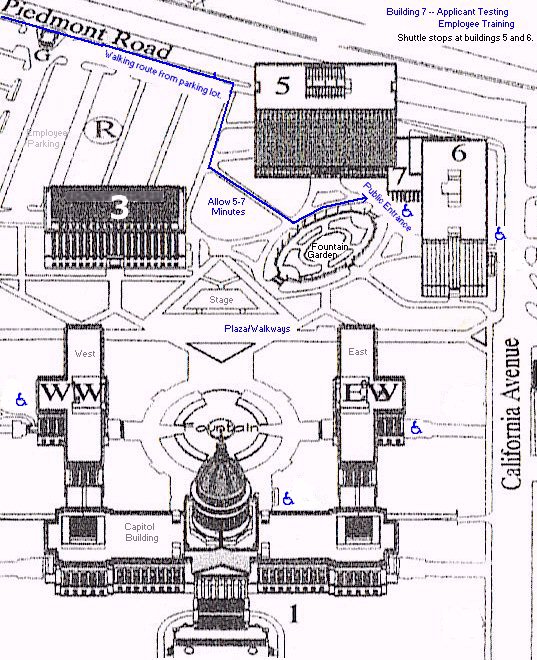 Building 7 -- Applicant Testing
Employee Training
Shuttle stops at buildings 5 and 6.
Piedmont Road
G
Walking route from parking lot.
5
Employee
Parking
R
6
7
Public Entrance
3
Allow 5-7
Minutes
Fountain
Garden
Stage
Plaza/Walkways
West
East
W W
E W
Fountain
California Avenue
Capitol
Building
1